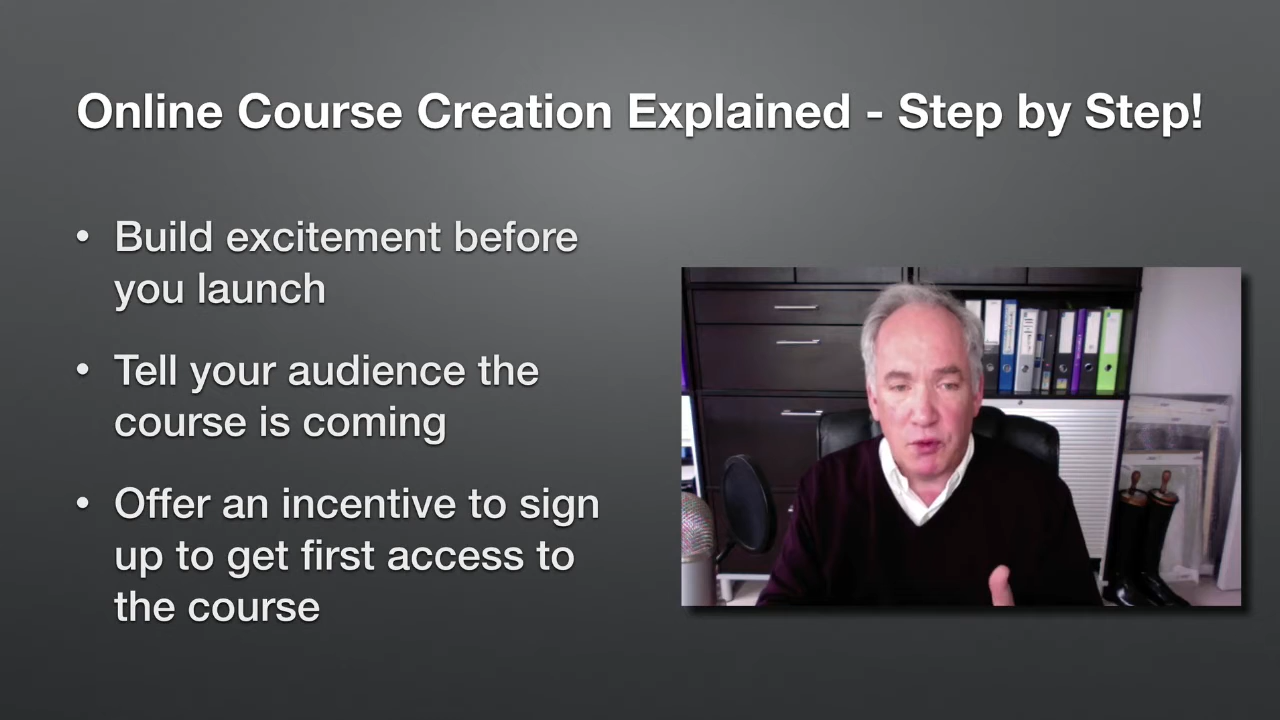 Online Course Creation Explained - Step by Step!
• Build excitement before
you launch
• Tell your audience the
course is coming
• Offer an incentive to sign
up to get first access to
the course